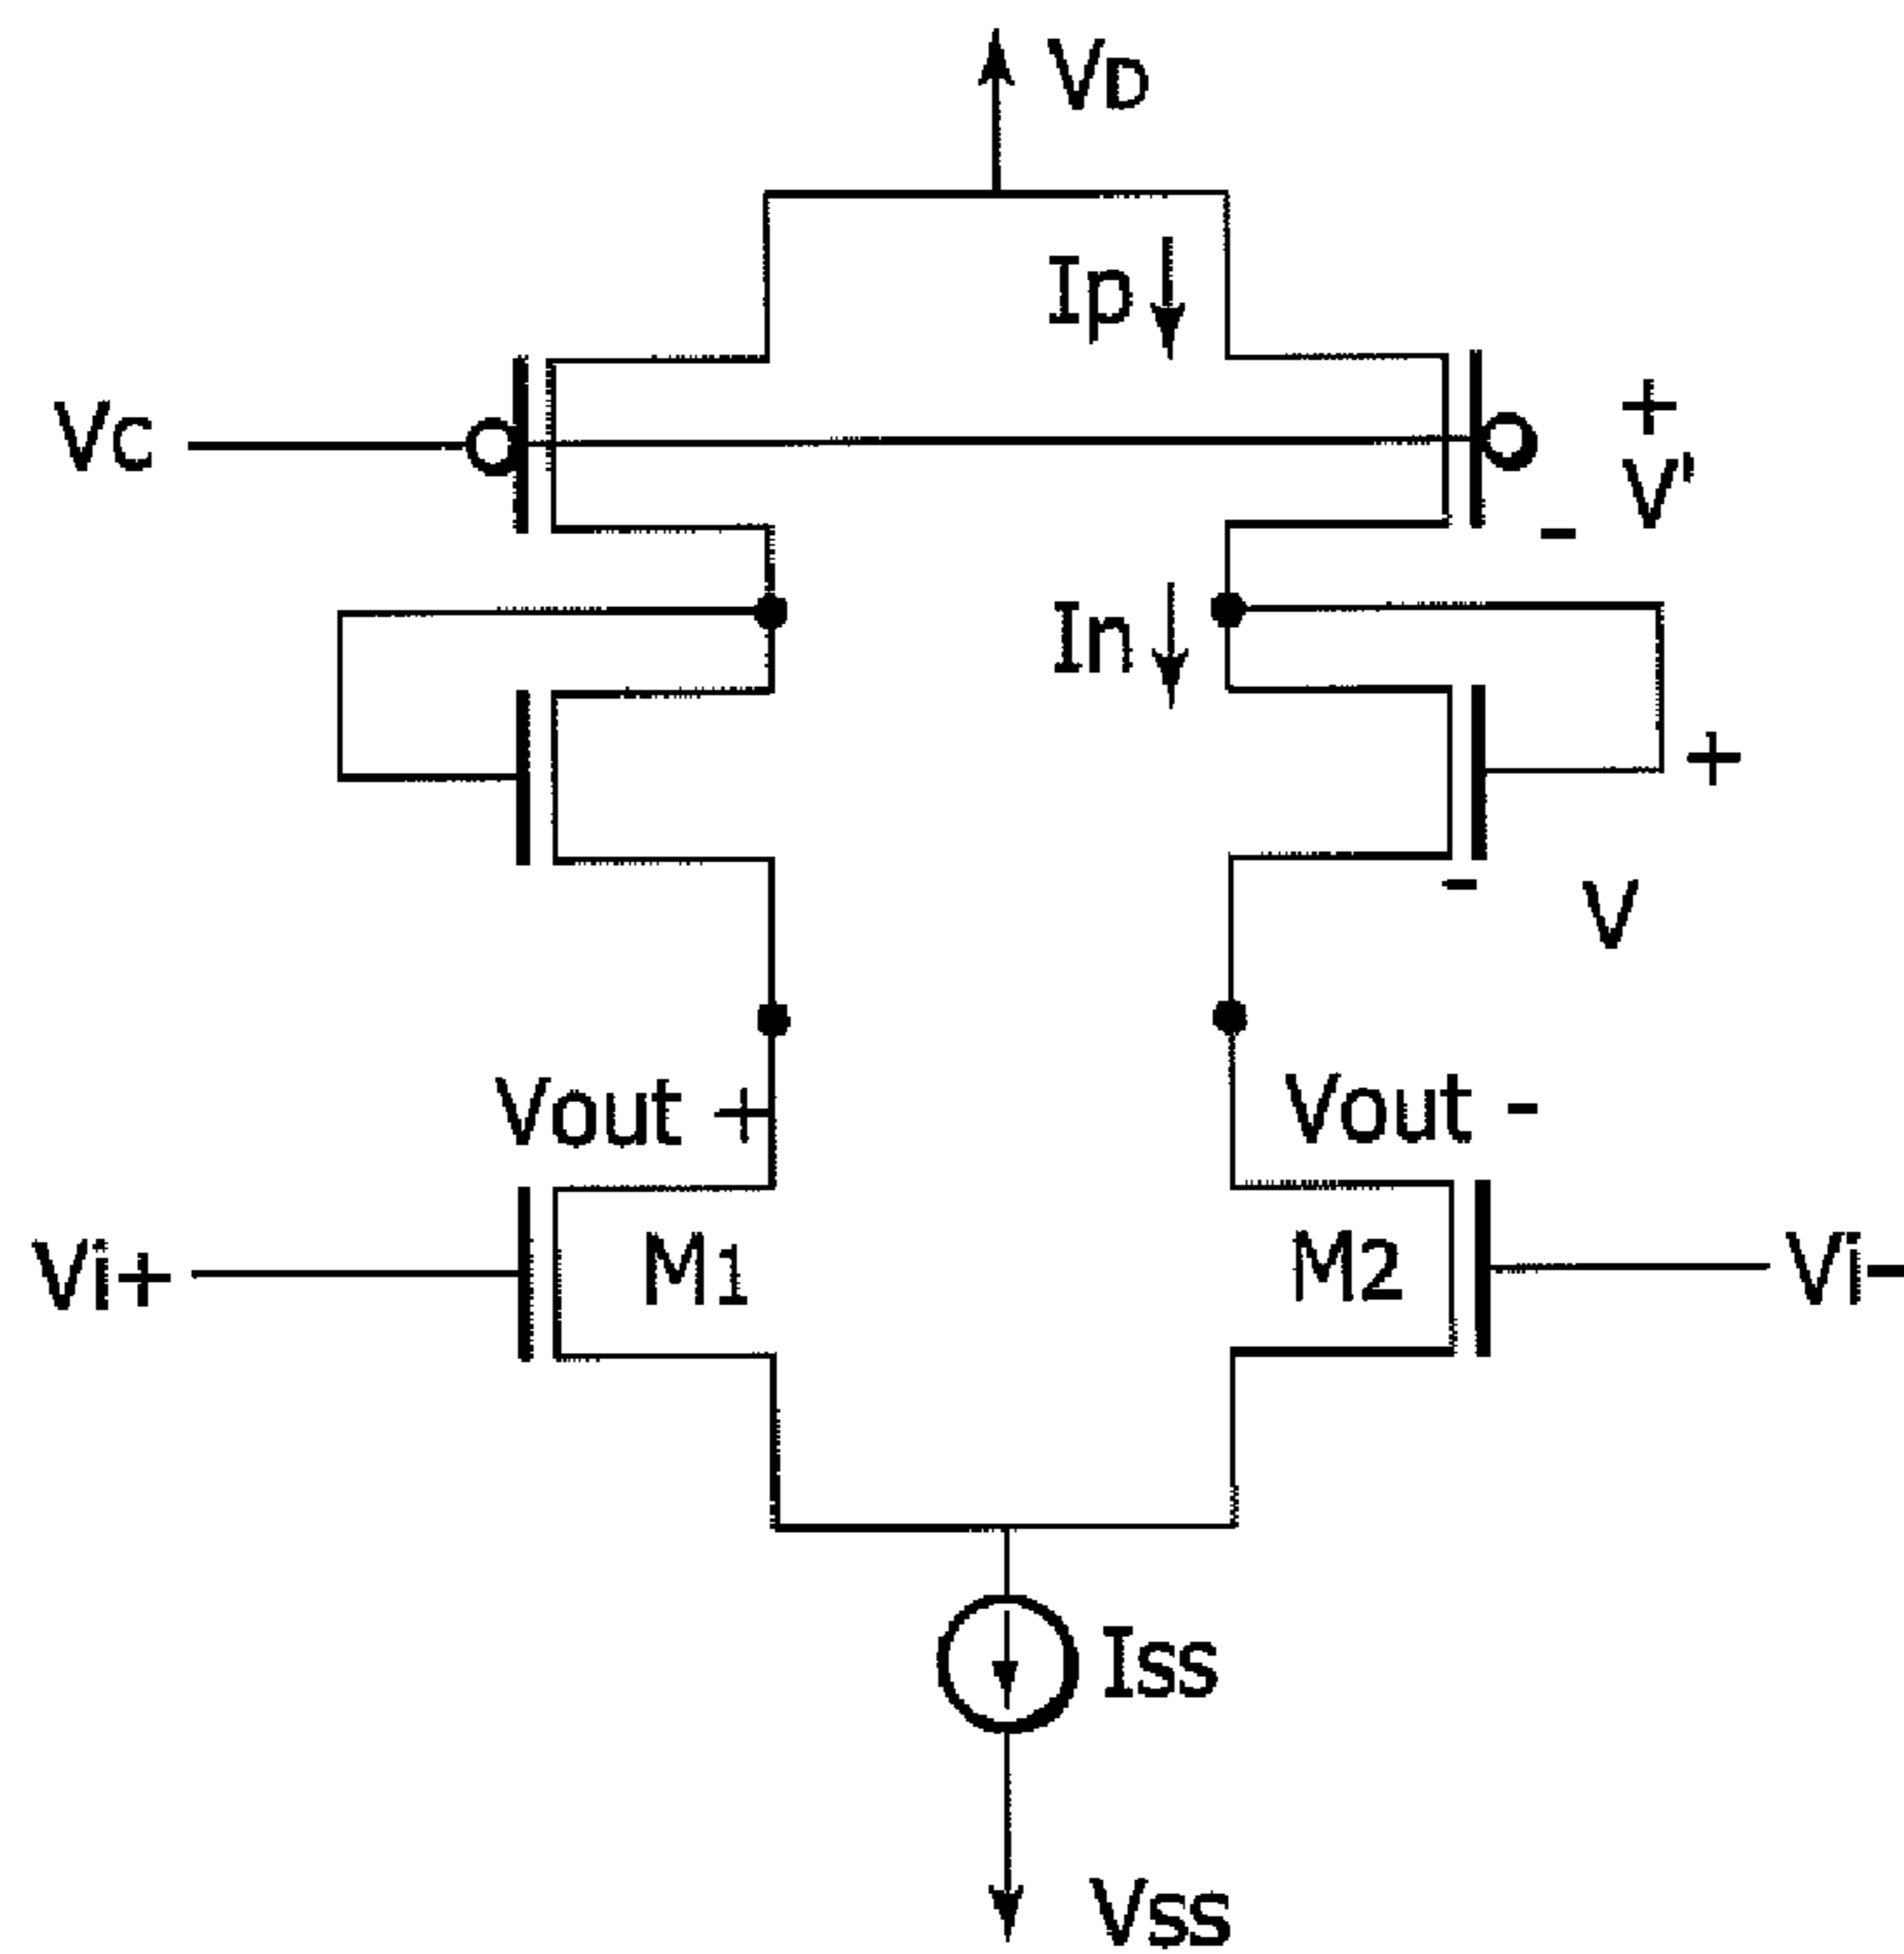 VD
Ip
VC
+
V'
-
In
+
-
V
Vout +
Vout -
Vi+
M1
M2
Vi-
ISS
VSS